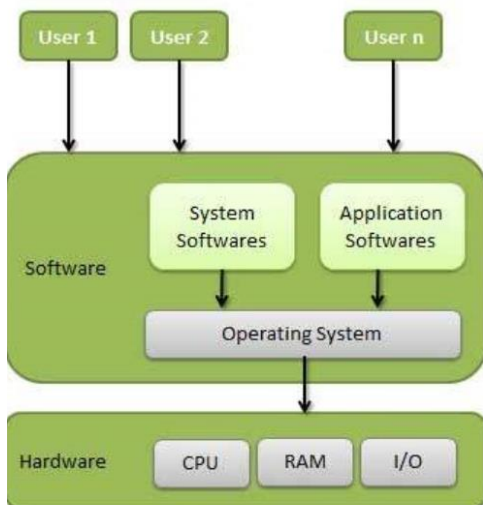 User 1
User 2
User n
System
Softwares
Application
Softwares
Software
Operating System
Hardware
CPU
RAM
I/O